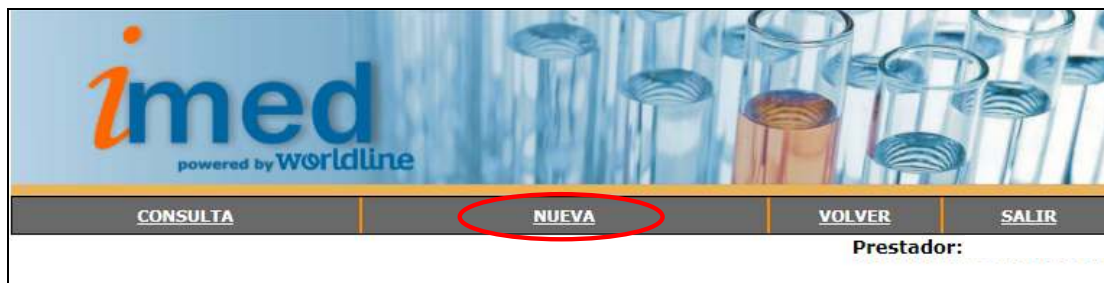 imed
powered by worldline
CONSULTA NUEVA VOLVER SALIR
Prestador: